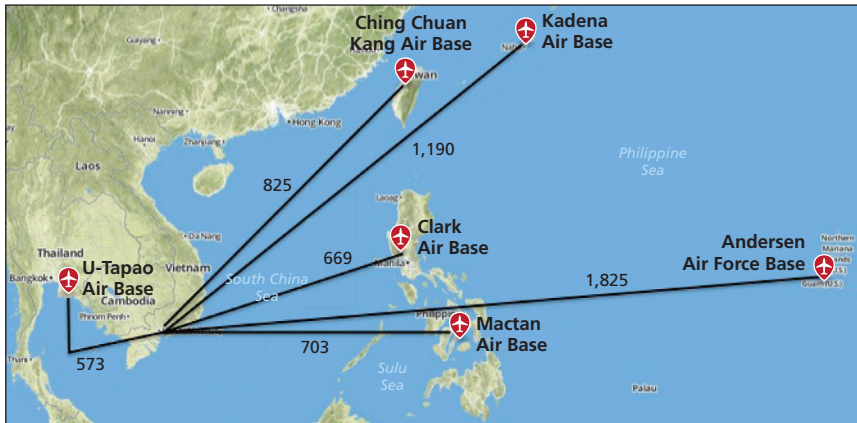 Changsha
Guiyang
Ching Chuan
Kang Air Base
Kadena
Air Base
Taiwan
Nanning
Hong Kong
Hanoi
Zhanjiang
Laos
825
1,190
Philippine
Sea
Laoag
Da Nang
Clark
Air Base
Manila
669
South China
Sea
Thailand
Bangkok
U-Tapao
Air Base
Vietnam
Cambodia
Phnom Penh
Andersen
Air Force Base
Northern
Mariana
Guam (U.S.)
1,825
Mactan
Air Base
703
573
Sulu
Sea
Palau